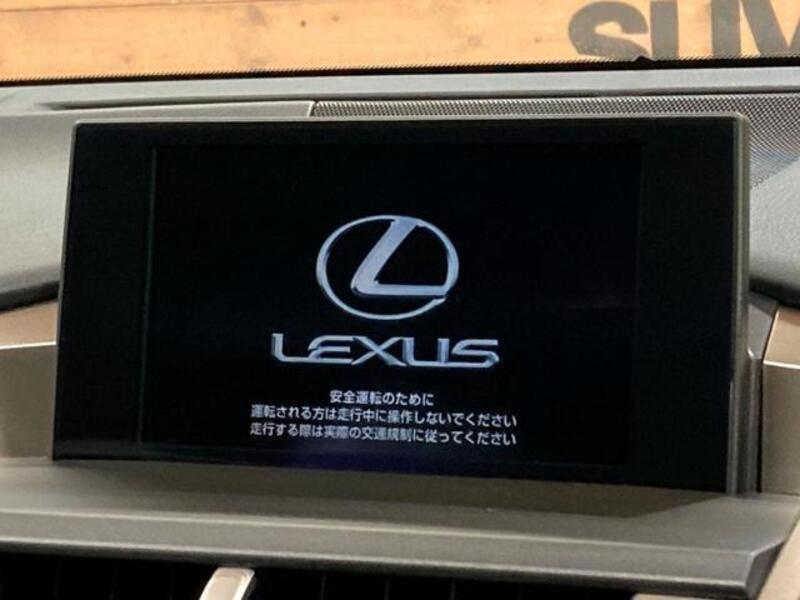 LEXUS
安全運転のために
運転される方は走行中に操作しないでください
走行する際は実際の交通規制に従ってください